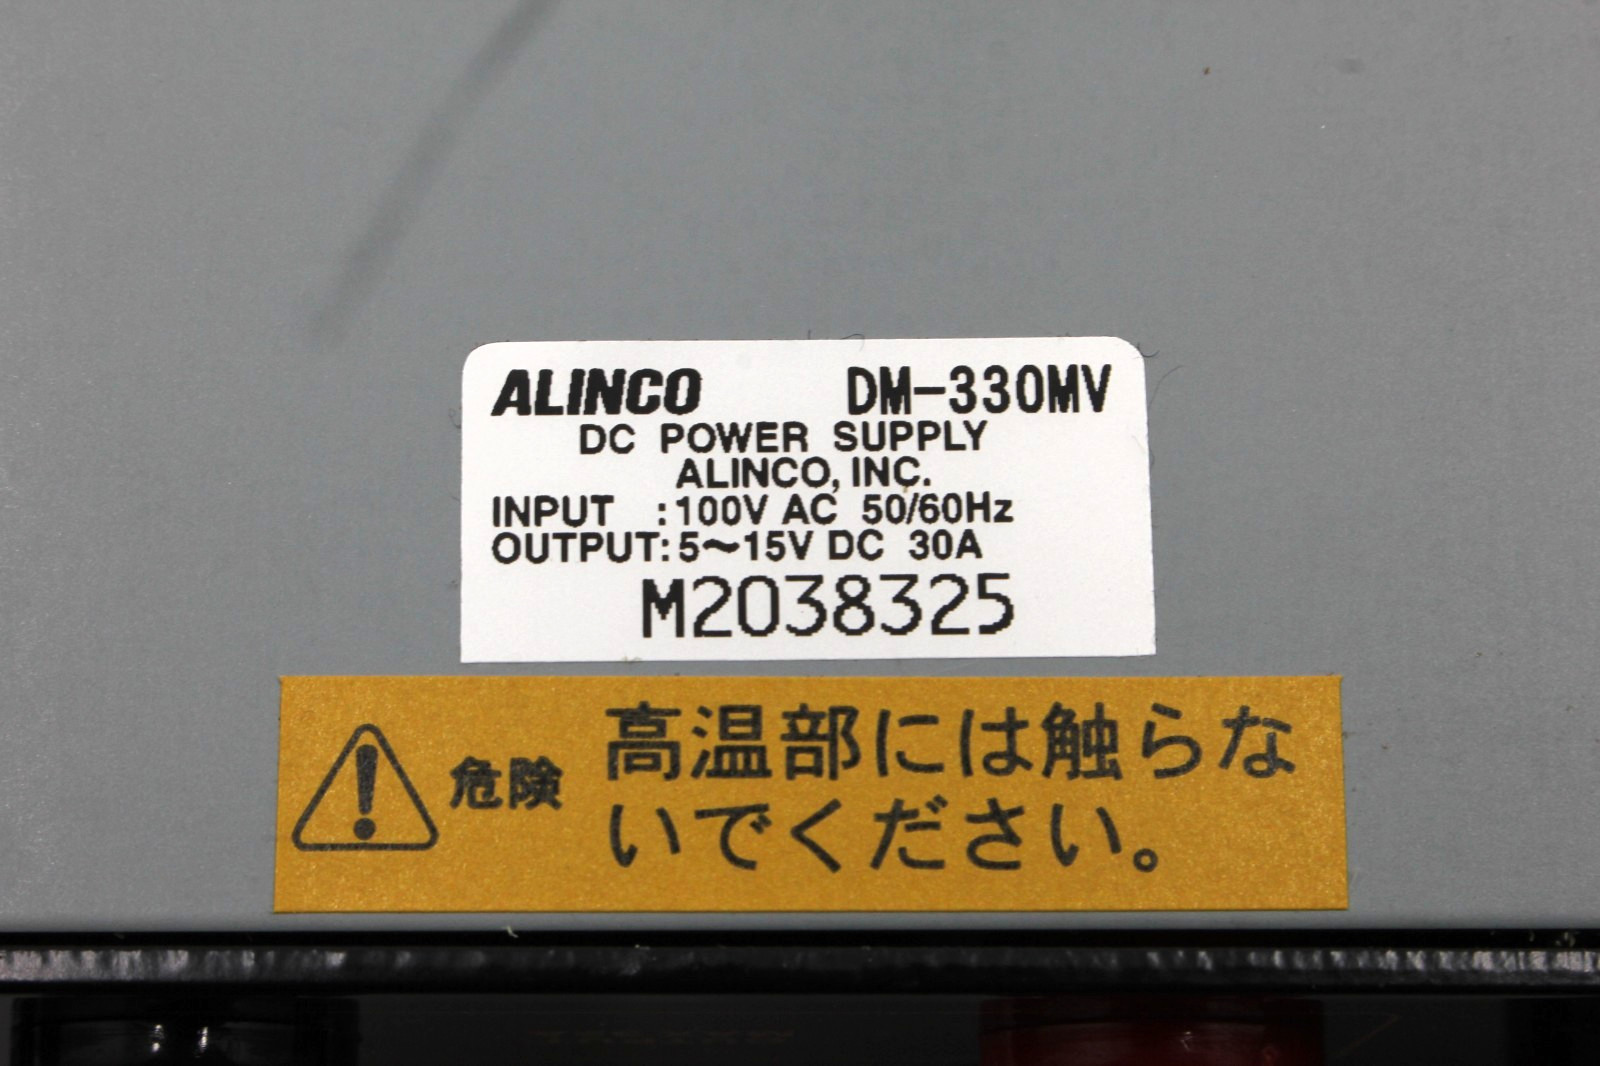 ALINCO DM-330MV
DC POWER SUPPLY
ALINCO, INC.
INPUT :100V AC 50/60Hz
OUTPUT:5〜15V DC 30A
M2038325
危険
高温部には触らな
いでください。